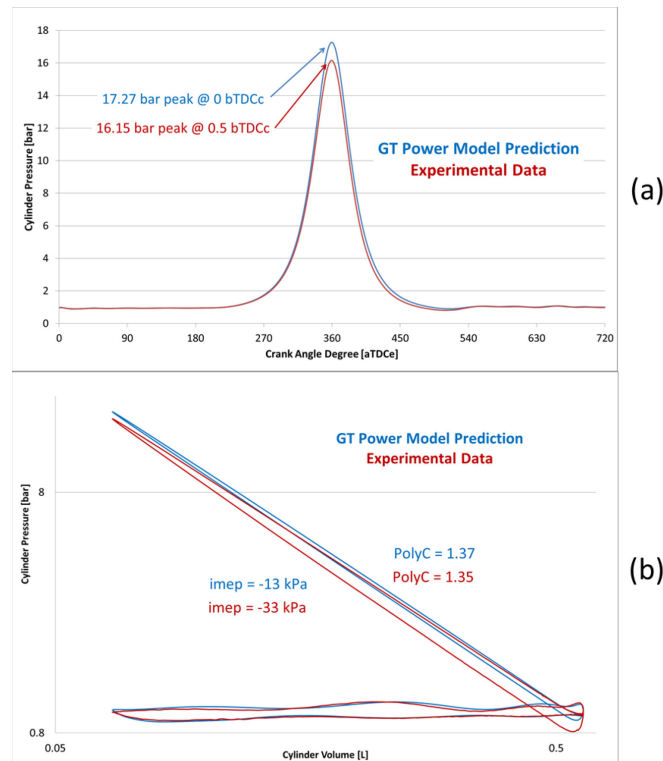 18
16
14
12
10
8
6
4
2
0
Cylinder Pressure [bar]
17.27 bar peak @ 0 bTDCc
16.15 bar peak @ 0.5 bTDCc
GT Power Model Prediction
Experimental Data
(a)
0 90 180 270 360 450 540 630 720
Crank Angle Degree [aTDCe]
GT Power Model Prediction
Experimental Data
8
Cylinder Pressure [bar]
PolyC = 1.37
PolyC = 1.35
imep = -13 kPa
imep = -33 kPa
(b)
0.8
0.05 0.5
Cylinder Volume [L]